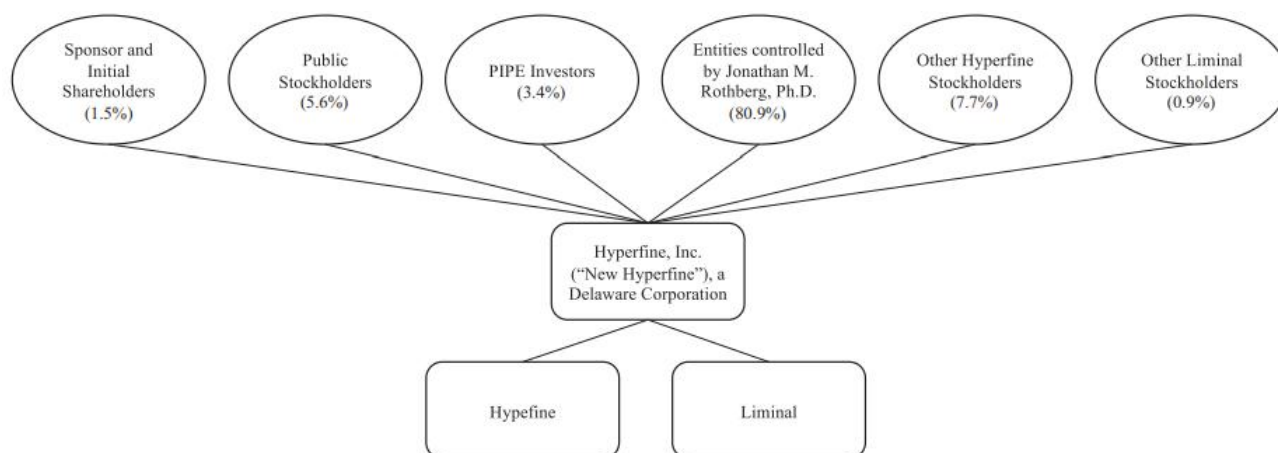 Sponsor and
Initial
Shareholders
(1.5%)
Public
Stockholders
(5.6%)
PIPE Investors
(3.4%)
Entities controlled
by Jonathan M.
Rothberg, Ph.D.
(80.9%)
Other Hyperfine
Stockholders
(7.7%)
Other Liminal
Stockholders
(0.9%)
Hyperfine, Inc.
(“New Hyperfine”), a
Delaware Corporation
Hypefine
Liminal